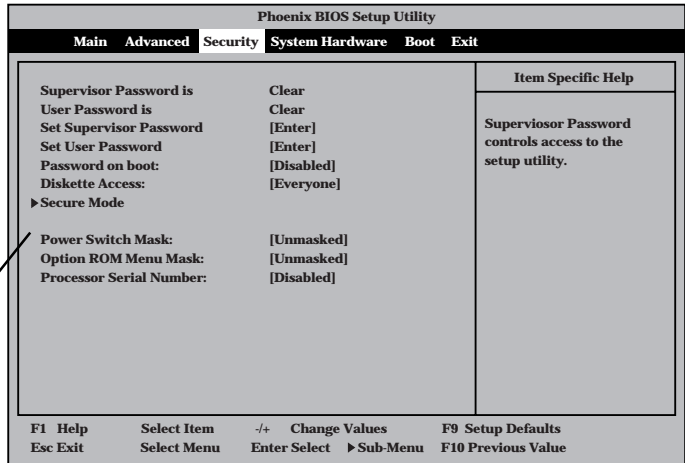 Phoenix BIOS Setup Utility
Main Advanced Security System Hardware Boot Exit
Item Specific Help
Supervisor Password is Clear
User Password is Clear
Set Supervisor Password [Enter]
Set User Password [Enter]
Password on boot: [Disabled]
Diskette Access: [Everyone]
▶Secure Mode
Power Switch Mask: [Unmasked]
Option ROM Menu Mask: [Unmasked]
Processor Serial Number: [Disabled]
Superviosor Password
controls access to the
setup utility.
F1 Help Select Item -/+ Change Values F9 Setup Defaults
Esc Exit Select Menu Enter Select ▶Sub-Menu F10 Previous Value